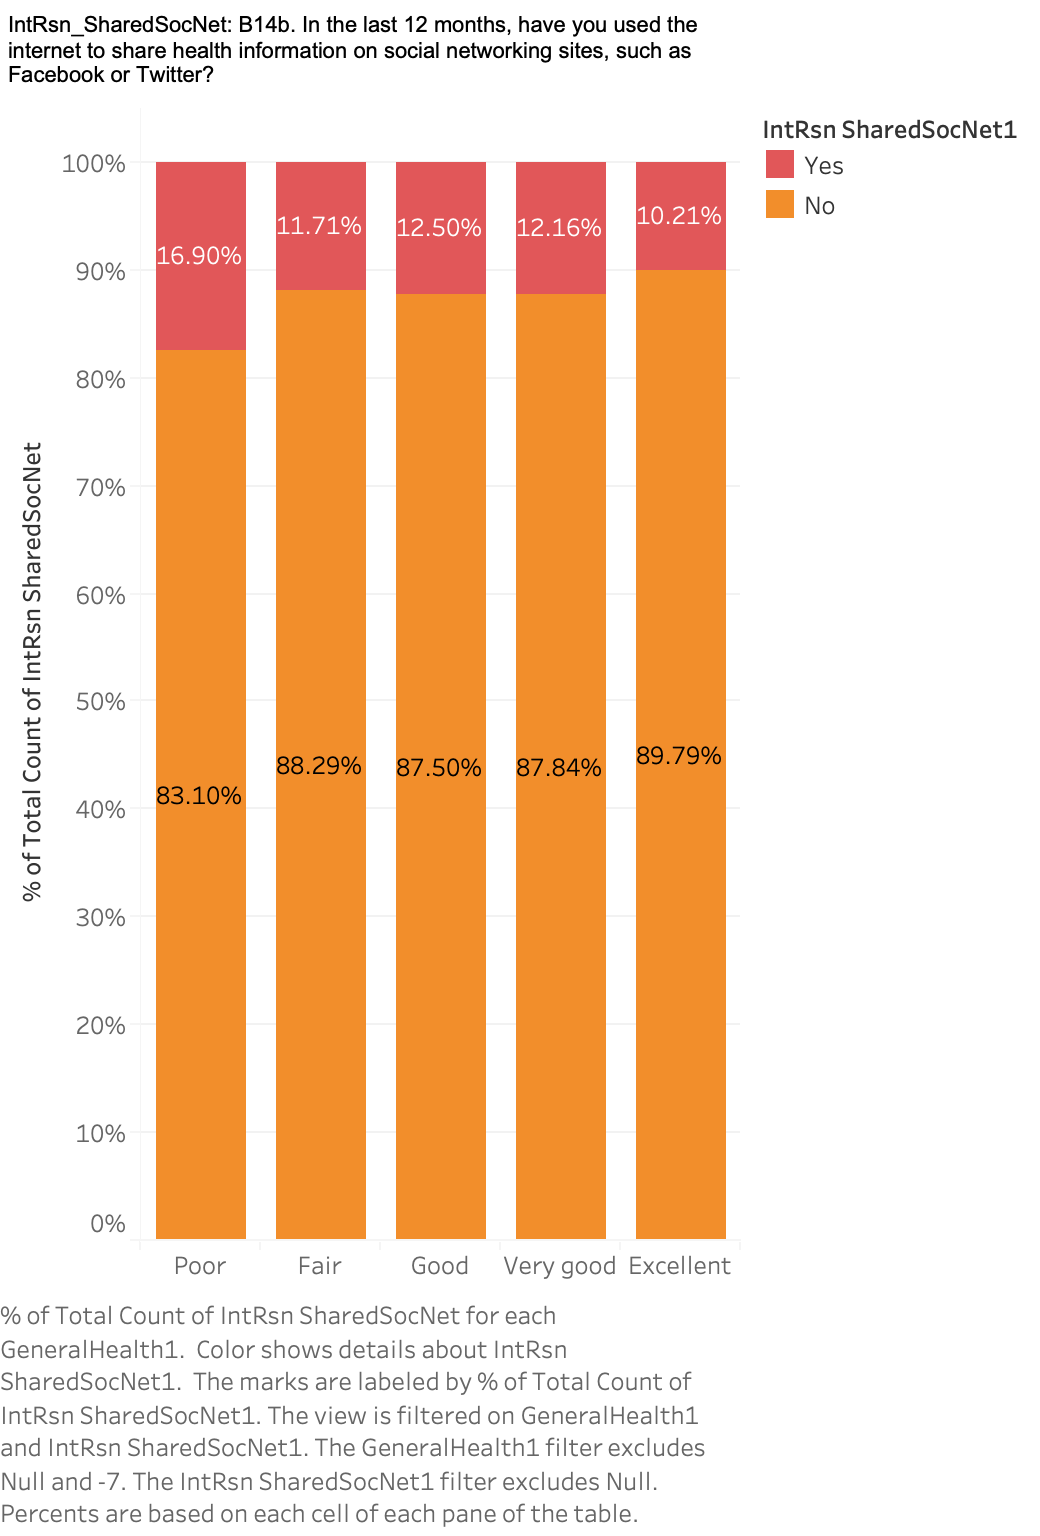 IntRsn_SharedSocNet: B14b. In the last 12 months, have you used the
internet to share health information on social networking sites, such as
Facebook or Twitter?
IntRsn SharedSocNet1
Yes
No
% of Total Count of IntRsn SharedSocNet
100%
90%
80%
70%
60%
50%
40%
30%
20%
10%
0%
16.90%
11.71%
12.50%
12.16%
10.21%
83.10%
88.29%
87.50%
87.84%
89.79%
Poor
Fair
Good
Very good
Excellent
% of Total Count of IntRsn SharedSocNet for each
GeneralHealth1.  Color shows details about IntRsn
SharedSocNet1.  The marks are labeled by % of Total Count of
IntRsn SharedSocNet1. The view is filtered on GeneralHealth1
and IntRsn SharedSocNet1. The GeneralHealth1 filter excludes
Null and -7. The IntRsn SharedSocNet1 filter excludes Null.
Percents are based on each cell of each pane of the table.